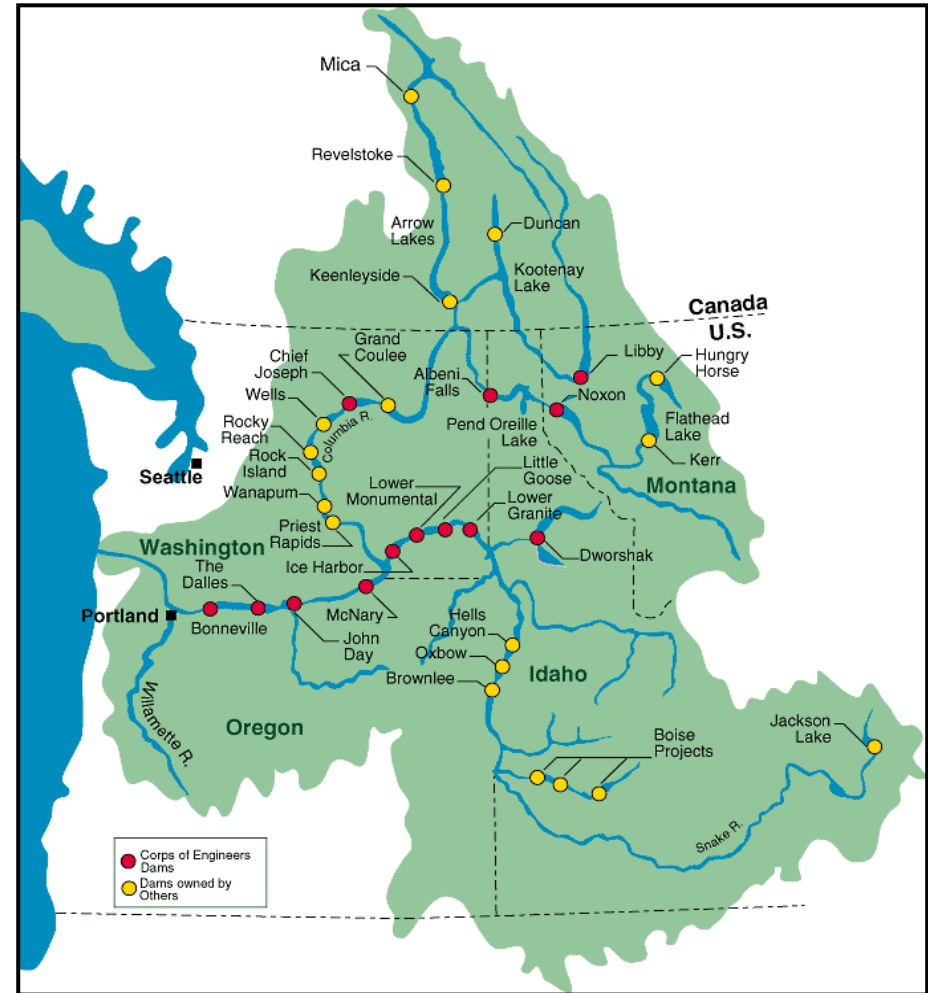 Mica
Revelstoke
Arrow
Lakes
Duncan
Keenleyside
Kootenay
Lake
Canada
U.S.
Grand
Coulee
Chief
Joseph
Libby
Hungry
Horse
Albeni
Falls
Wells
Noxon
Columbia R.
Rocky
Reach
Pend Oreille
Lake
Flathead
Lake
Rock
Island
Kerr
Seattle
Little
Goose
Wanapum
Lower
Monumental
Lower
Granite
Montana
Priest
Rapids
Washington
Ice Harbor
Dworshak
The
Dalles
Portland
Bonneville
McNary
John
Day
Hells
Canyon
Oxbow
Brownlee
Idaho
Willamette R.
Oregon
Boise
Projects
Jackson
Lake
Snake R.
Corps of Engineers
Dams
Dams owned by
Others